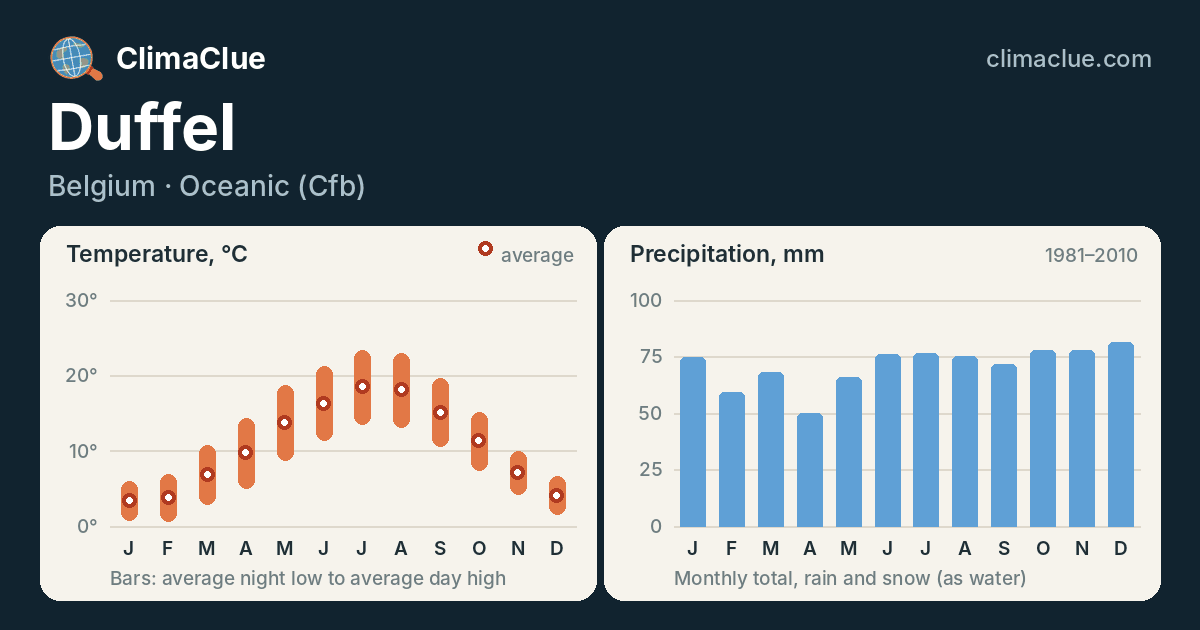 ClimaClue
climaclue.com
Duffel
Belgium · Oceanic (Cfb)
Temperature, °C
average
30°
20°
10°
0°
J F M A M J J A S O N D
Bars: average night low to average day high
Precipitation, mm
1981–2010
100
75
50
25
0
J F M A M J J A S O N D
Monthly total, rain and snow (as water)